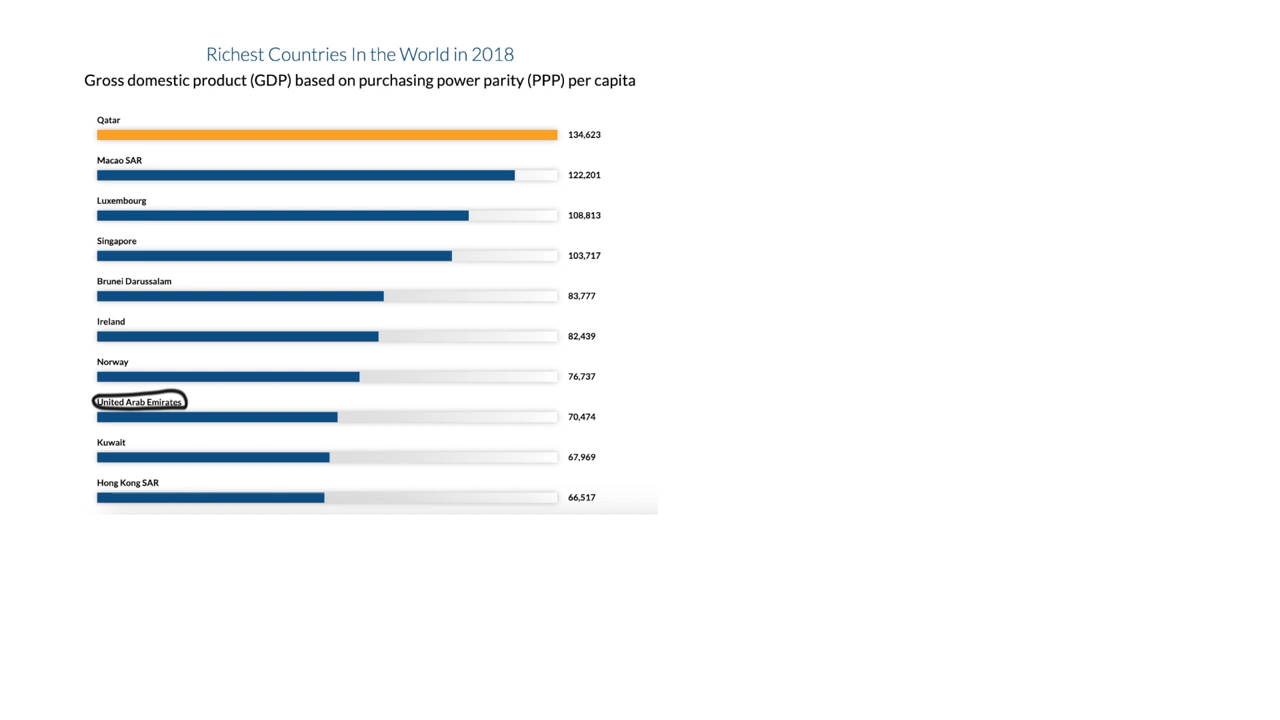 Richest Countries In the World in 2018
Gross domestic product (GDP) based on purchasing power parity (PPP) per capita
Qatar
134,623
Macao SAR
122,201
Luxembourg
108,813
Singapore
103,717
Brunei Darussalam
83,777
Ireland
82,439
Norway
76,737
United Arab Emirates
70,474
Kuwait
67,969
Hong Kong SAR
66,517